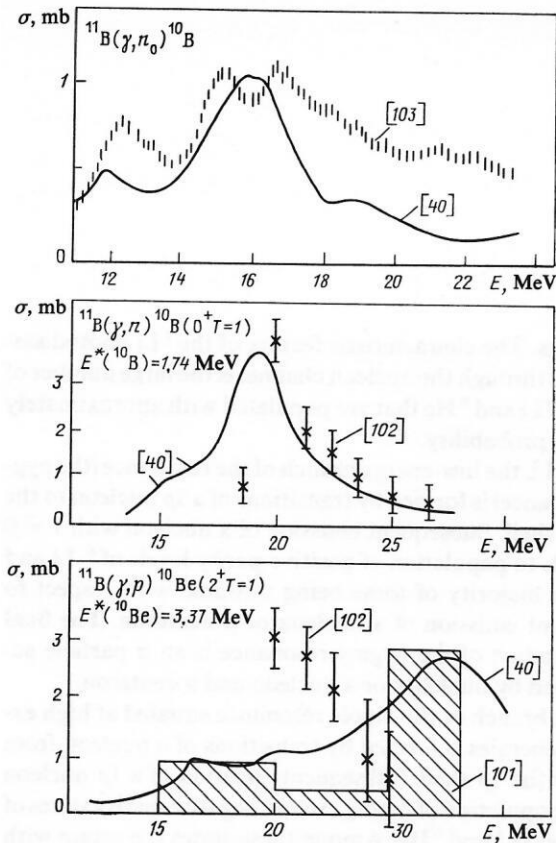 σ, mb
¹¹B(γ,n₀)¹⁰B
1
[103]
[40]
0
12 14 16 18 20 22 E, MeV
σ, mb
¹¹B(γ,n)¹⁰B(0⁺T=1)
E*(¹⁰B)=1,74 MeV
3
2
[102]
[40]
1
0
15 20 25 E, MeV
σ, mb
¹¹B(γ,p)¹⁰Be(2⁺T=1)
E*(¹⁰Be)=3,37 MeV
[102]
[40]
3
2
1
[101]
0
15 20 30 E, MeV